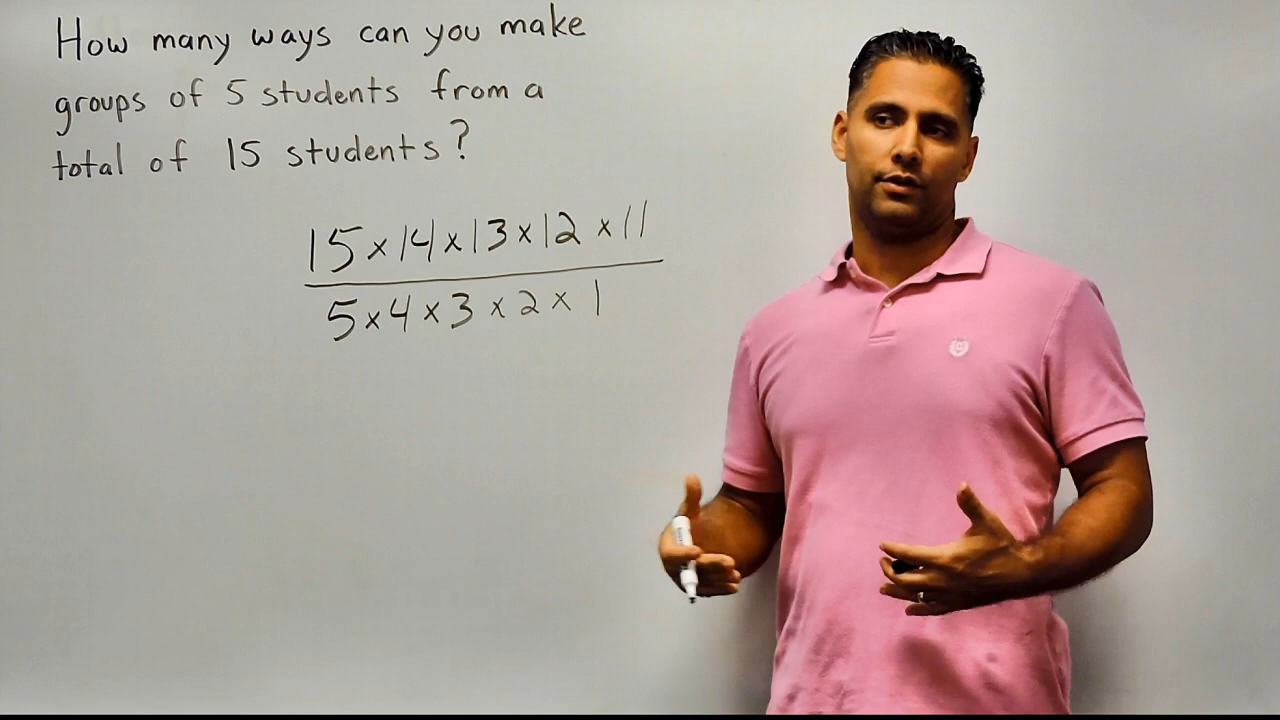 How many ways can you make
groups of 5 students from a
total of 15 students?
15 x 14 x 13 x 12 x 11
5 x 4 x 3 x 2 x 1